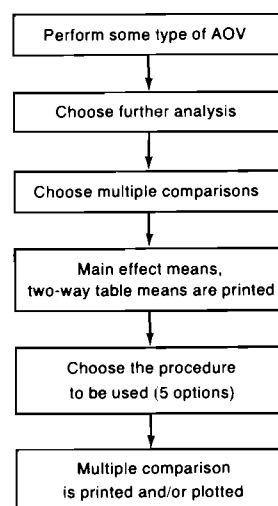 Perform some type of AOV
Choose further analysis
Choose multiple comparisons
Main effect means,
two-way table means are printed
Choose the procedure
to be used (5 options)
Multiple comparison
is printed and/or plotted